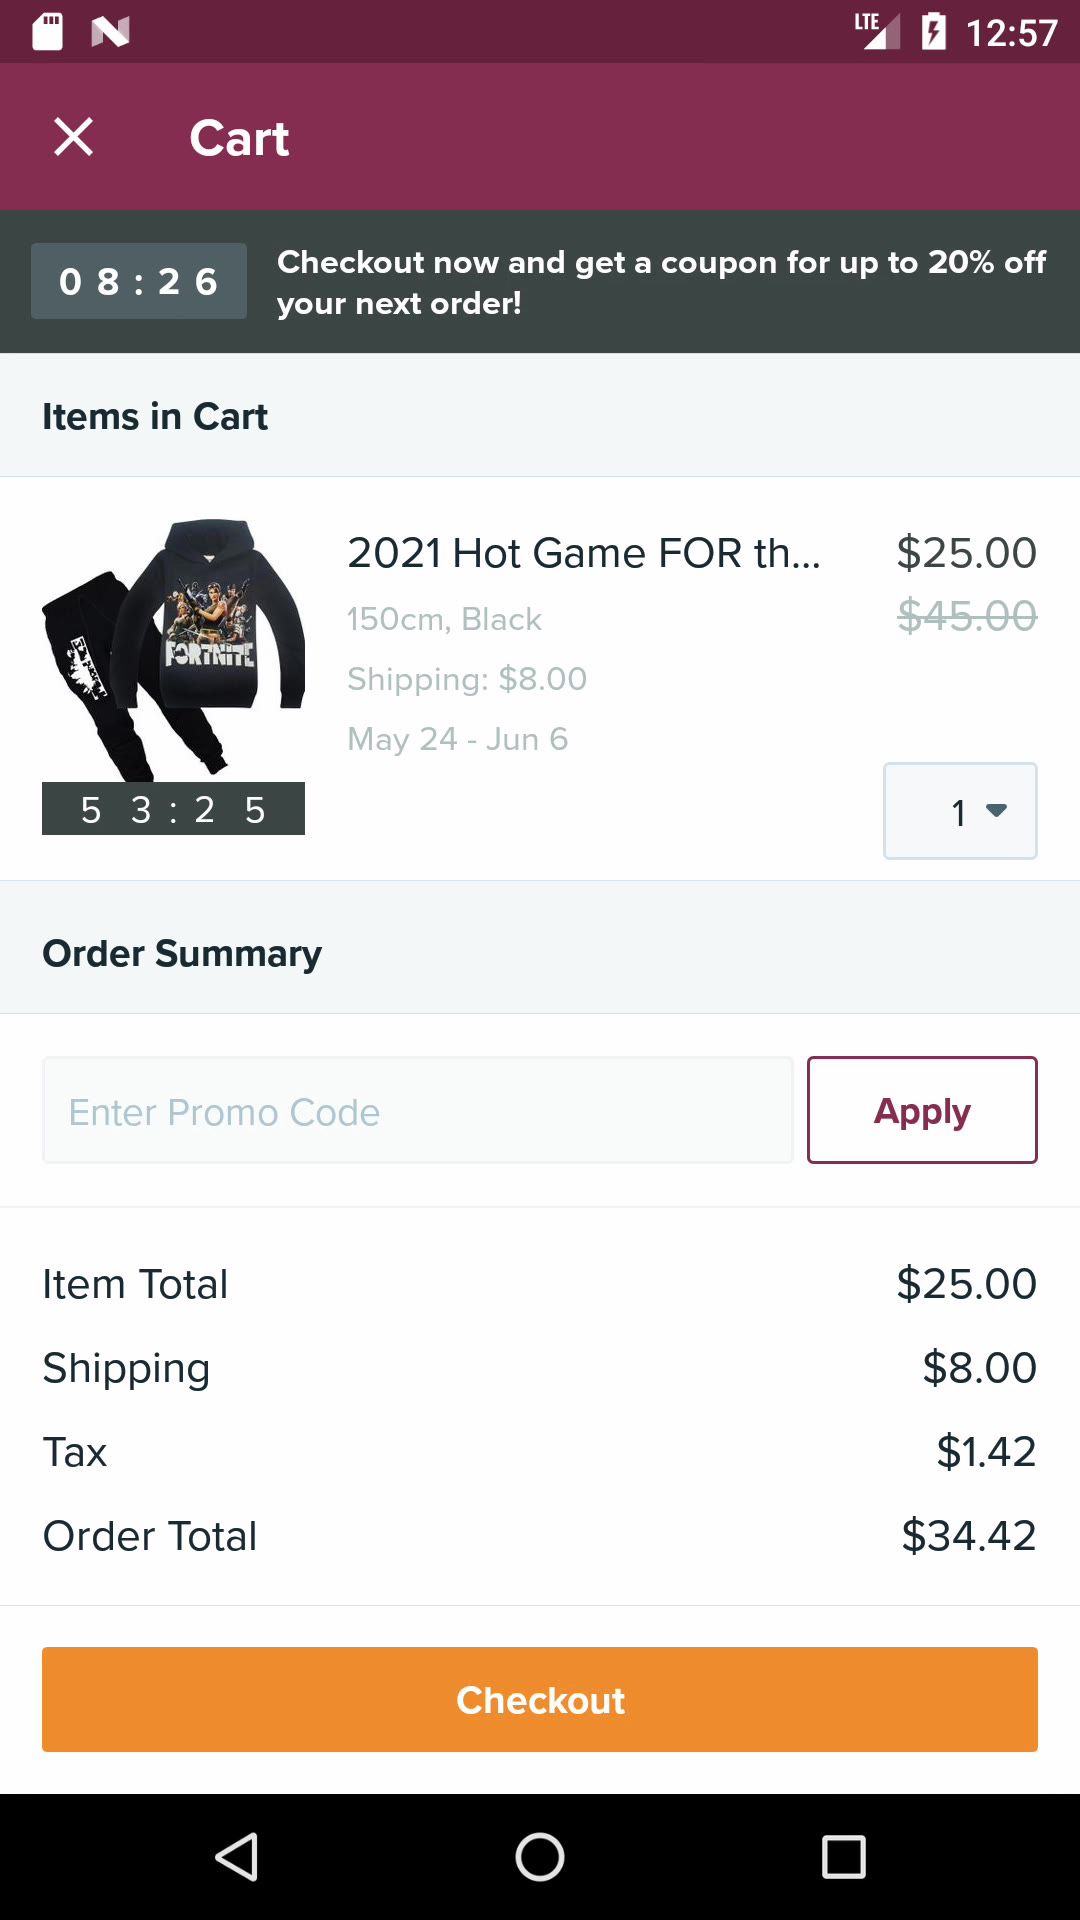 LTE 12:57
Cart
08:26
Checkout now and get a coupon for up to 20% off
your next order!
Items in Cart
2021 Hot Game FOR th... $25.00
150cm, Black $45.00
Shipping: $8.00
May 24 - Jun 6
FORTNITE
53:25
1
Order Summary
Enter Promo Code
Apply
Item Total $25.00
Shipping $8.00
Tax $1.42
Order Total $34.42
Checkout